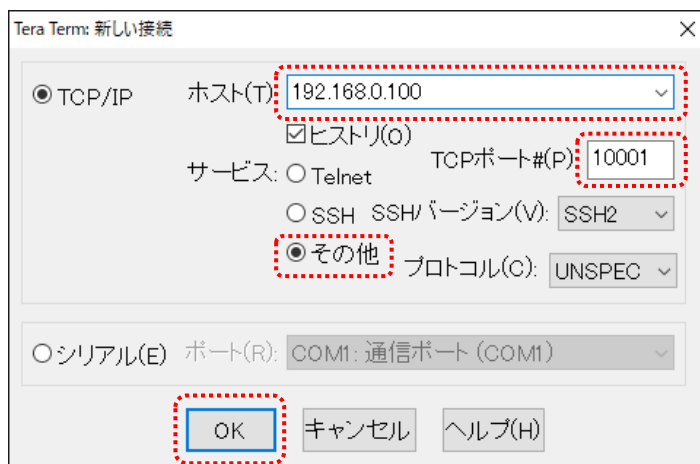 Tera Term: 新しい接続
TCP/IP
ホスト(T)
192.168.0.100
ヒストリ(O)
サービス:
Telnet
TCPポート#(P)
10001
SSH
SSHバージョン(V):
SSH2
その他
プロトコル(C):
UNSPEC
シリアル(E)
ポート(R):
COM1: 通信ポート (COM1)
OK
キャンセル
ヘルプ(H)